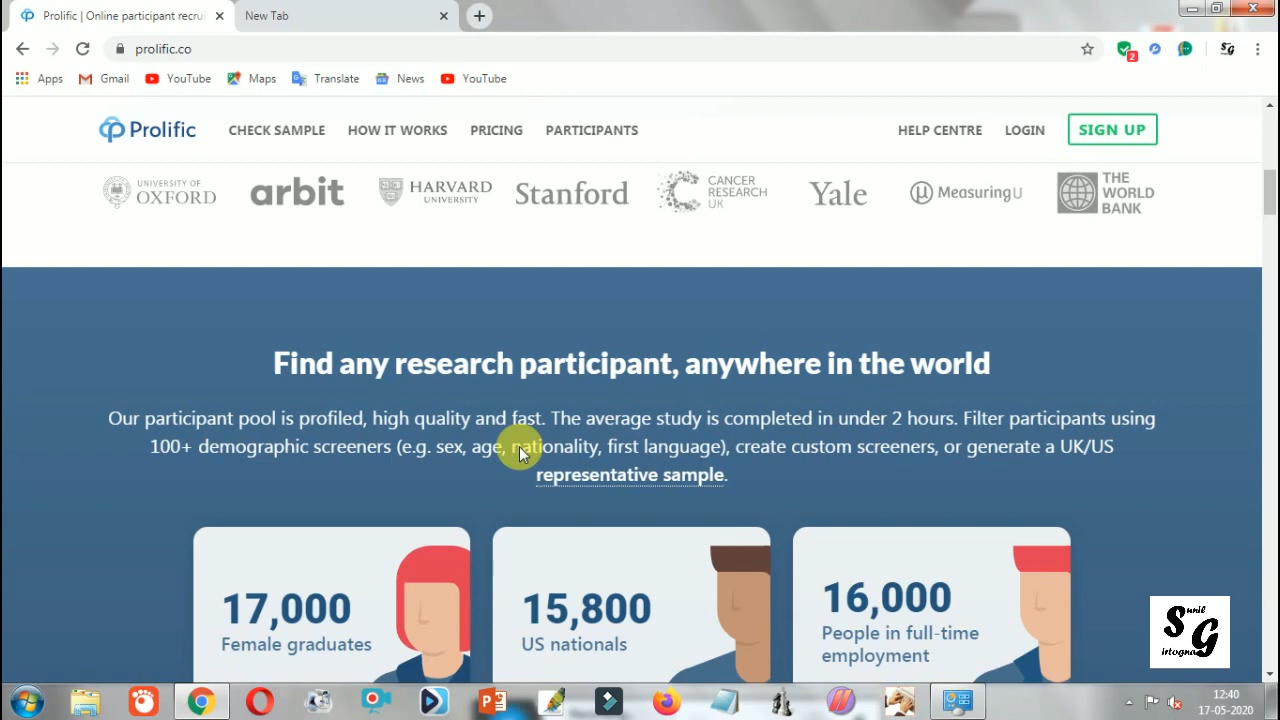 Prolific | Online participant recrui
New Tab
prolific.co
2
Apps
Gmail
YouTube
Maps
Translate
News
YouTube
Prolific
CHECK SAMPLE
HOW IT WORKS
PRICING
PARTICIPANTS
HELP CENTRE
LOGIN
SIGN UP
UNIVERSITY OF
OXFORD
arbit
HARVARD
UNIVERSITY
Stanford
CANCER
RESEARCH
UK
Yale
MeasuringU
THE
WORLD
BANK
Find any research participant, anywhere in the world
Our participant pool is profiled, high quality and fast. The average study is completed in under 2 hours. Filter participants using
100+ demographic screeners (e.g. sex, age, nationality, first language), create custom screeners, or generate a UK/US
representative sample.
17,000
Female graduates
15,800
US nationals
16,000
People in full-time
employment
Sunil
G
12:40
17-05-2020